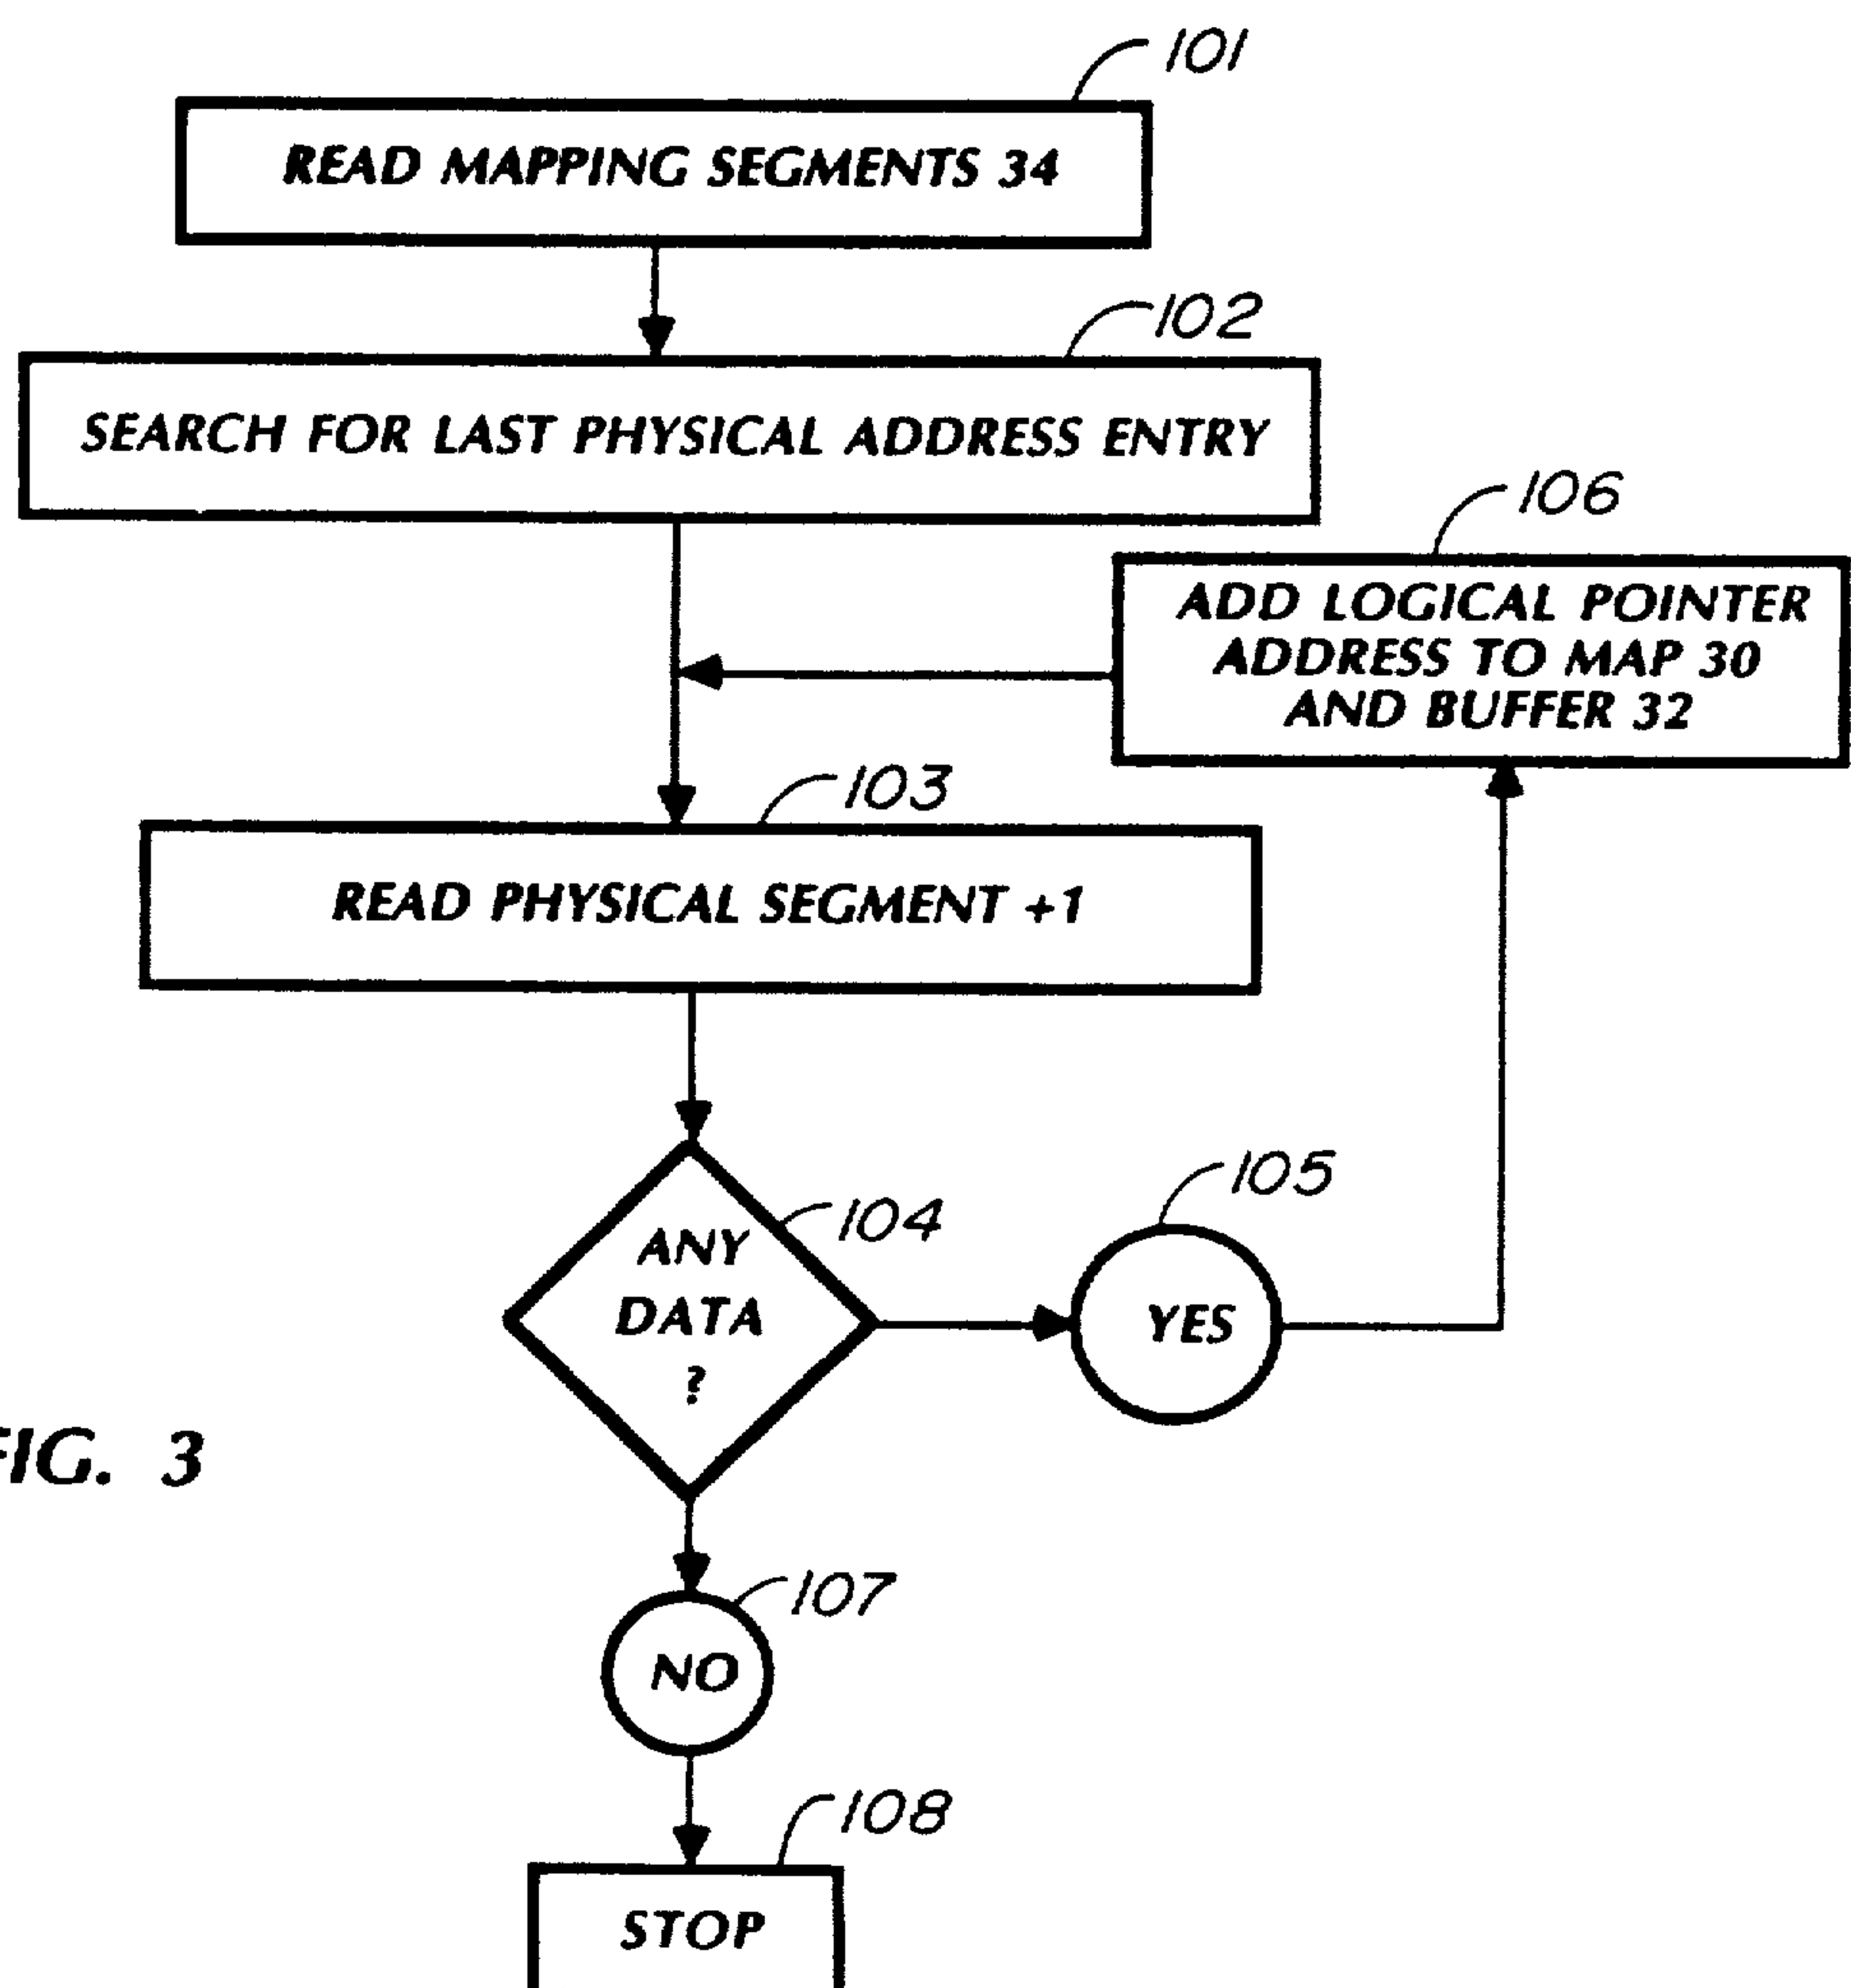 101
READ MAPPING SEGMENTS 34
102
SEARCH FOR LAST PHYSICAL ADDRESS ENTRY
106
ADD LOGICAL POINTER
ADDRESS TO MAP 30
AND BUFFER 32
103
READ PHYSICAL SEGMENT +1
104
ANY
DATA
?
105
YES
FIG. 3
107
NO
108
STOP